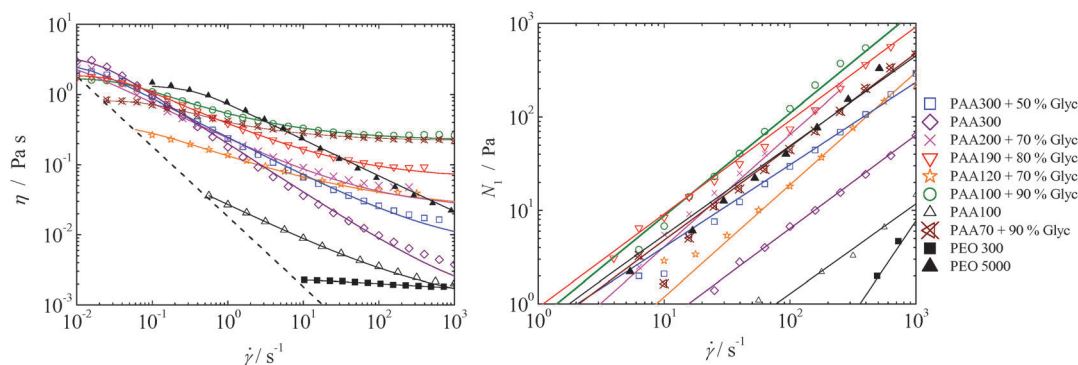 η / Pa s
10¹
10⁰
10⁻¹
10⁻²
10⁻³
10⁻² 10⁻¹ 10⁰ 10¹ 10² 10³
γ̇ / s⁻¹
N₁ / Pa
10³
10²
10¹
10⁰
10⁰ 10¹ 10² 10³
γ̇ / s⁻¹
PAA300 + 50 % Glyc
PAA300
PAA200 + 70 % Glyc
PAA190 + 80 % Glyc
PAA120 + 70 % Glyc
PAA100 + 90 % Glyc
PAA100
PAA70 + 90 % Glyc
PEO 300
PEO 5000